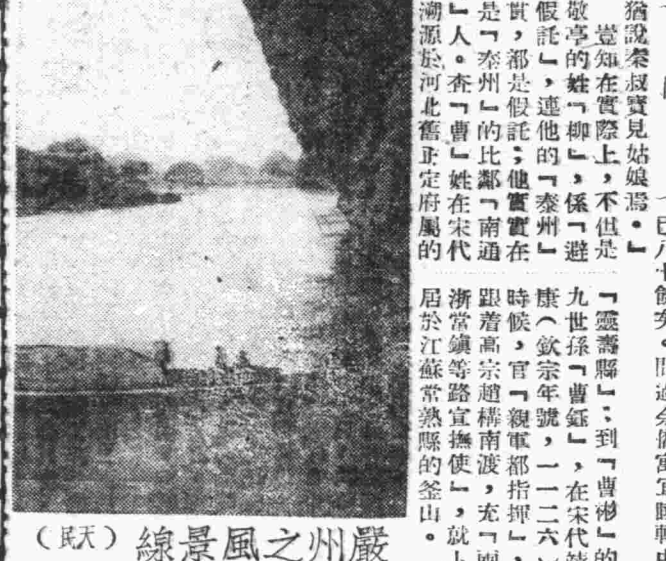 已八十餘矣。
猶說秦叔寶見姑娘焉。』
豈知在實際上，不但是
敬亭的姓『柳』，係『避
假託』，連他的『泰州』
貫，都是假託；他實實在
是『泰州』的比鄰『南通
』人。查『曹』姓在宋代
溯源於河北舊正定府屬的
『靈壽縣』；到『曹彬』的
九世孫『曹鈺』，在宋代靖
康（欽宗年號，一一二六）
時候，官『親軍都指揮』，
跟着高宗趙構南渡，充『兩
浙常鎮等路宣撫使』，就卜
居於江蘇常熟縣的釜山。
嚴州之風景線（天民）